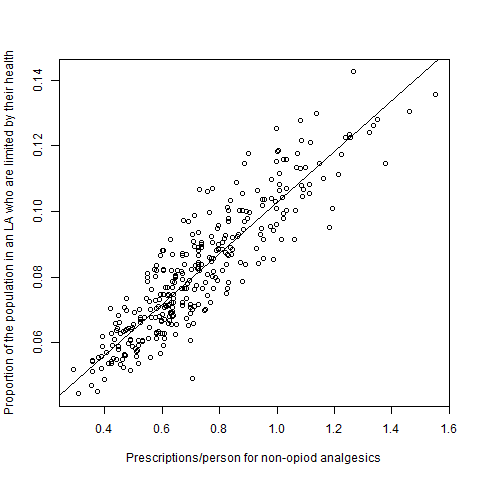 Proportion of the population in an LA who are limited by their health
0.14
0.12
0.10
0.08
0.06
0.4 0.6 0.8 1.0 1.2 1.4 1.6
Prescriptions/person for non-opiod analgesics